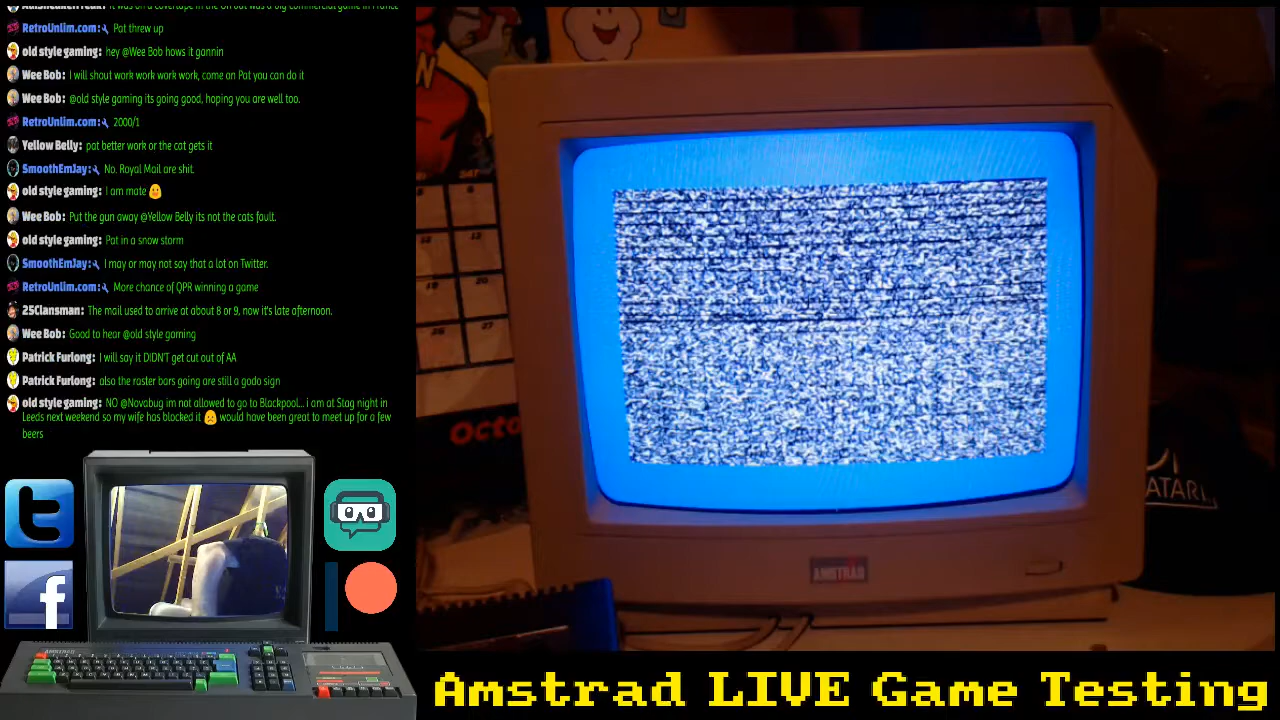 RetroUnlim.com: Pat threw up
old style gaming: hey @Wee Bob hows it gannin
Wee Bob: I will shout work work work work, come on Pat you can do it
Wee Bob: @old style gaming its going good, hoping you are well too.
RetroUnlim.com: 2000/1
Yellow Belly: pat better work or the cat gets it
SmoothEmJay: No. Royal Mail are shit.
old style gaming: I am mate
Wee Bob: Put the gun away @Yellow Belly its not the cats fault.
old style gaming: Pat in a snow storm
SmoothEmJay: I may or may not say that a lot on Twitter.
RetroUnlim.com: More chance of QPR winning a game
25Clansman: The mail used to arrive at about 8 or 9, now it's late afternoon.
Wee Bob: Good to hear @old style gaming
Patrick Furlong: I will say it DIDN'T get cut out of AA
Patrick Furlong: also the raster bars going are still a godo sign
old style gaming: NO @Novabug im not allowed to go to Blackpool... i am at Stag night in
Leeds next weekend so my wife has blocked it would have been great to meet up for a few
beers
SAT
6
13
20
26
27
Octo
AMSTRAD
ATARI
Amstrad LIVE Game Testing